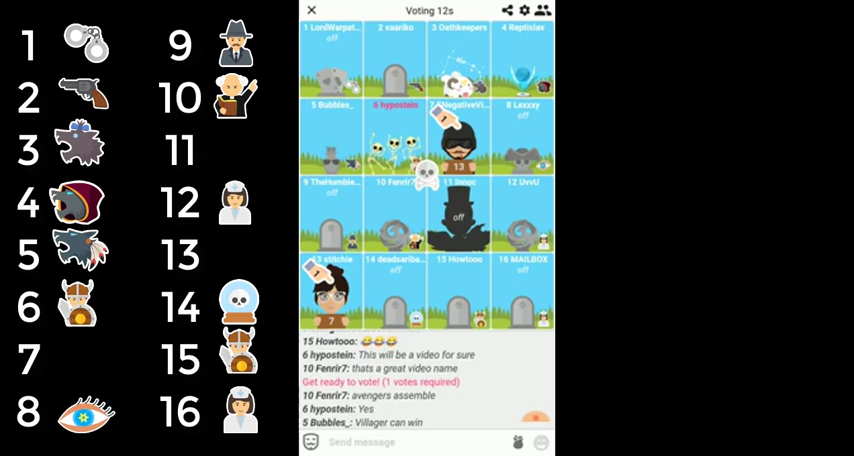 1
9
2
10
3
11
4
12
5
13
6
14
7
15
8
16
Voting 12s
1 LordWarpat...
off
2 saariko
3 Oathkeepers
4 Reptislav
5 Bubbles_
6 hypostein
8 Lexxxy
off
13
9 TheHumble...
off
10 Fenrir7
11
off
12 UvvU
13 stitchie
7
14 deadsariba...
off
15 Howtooo
16 MAILBOX
off
15 Howtooo:
6 hypostein: This will be a video for sure
10 Fenrir7: thats a great video name
Get ready to vote! (1 votes required)
10 Fenrir7: avengers assemble
6 hypostein: Yes
5 Bubbles_: Villager can win
Send message